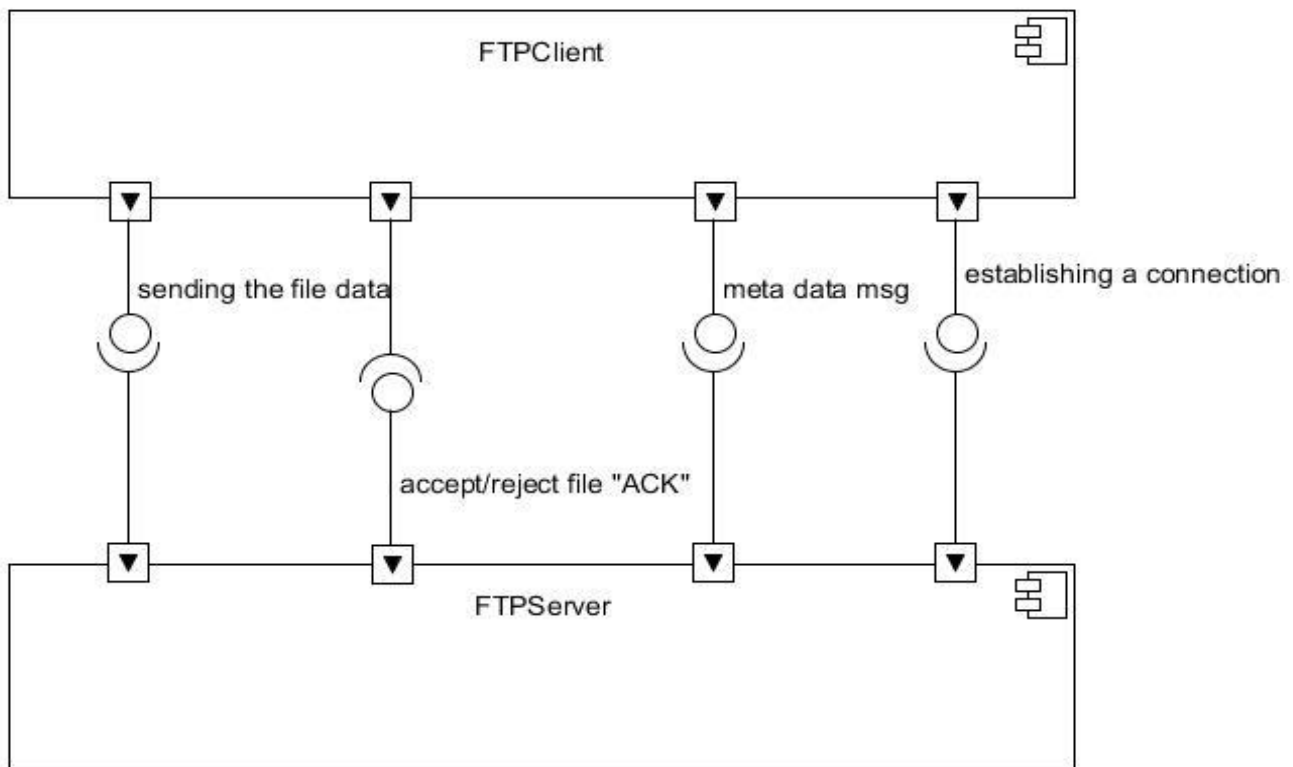 FTPClient
sending the file data
meta data msg
establishing a connection
accept/reject file "ACK"
FTPServer